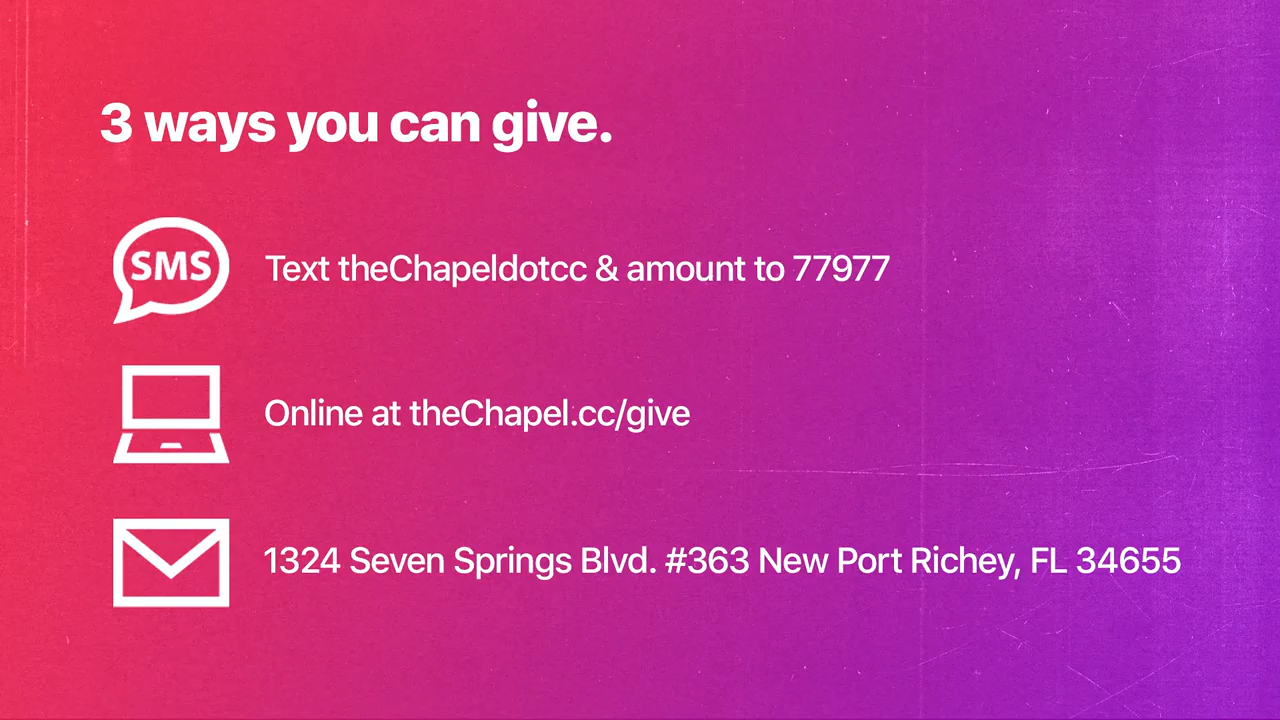 3 ways you can give.
SMS
Text theChapeldotcc & amount to 77977
Online at theChapel.cc/give
1324 Seven Springs Blvd. #363 New Port Richey, FL 34655